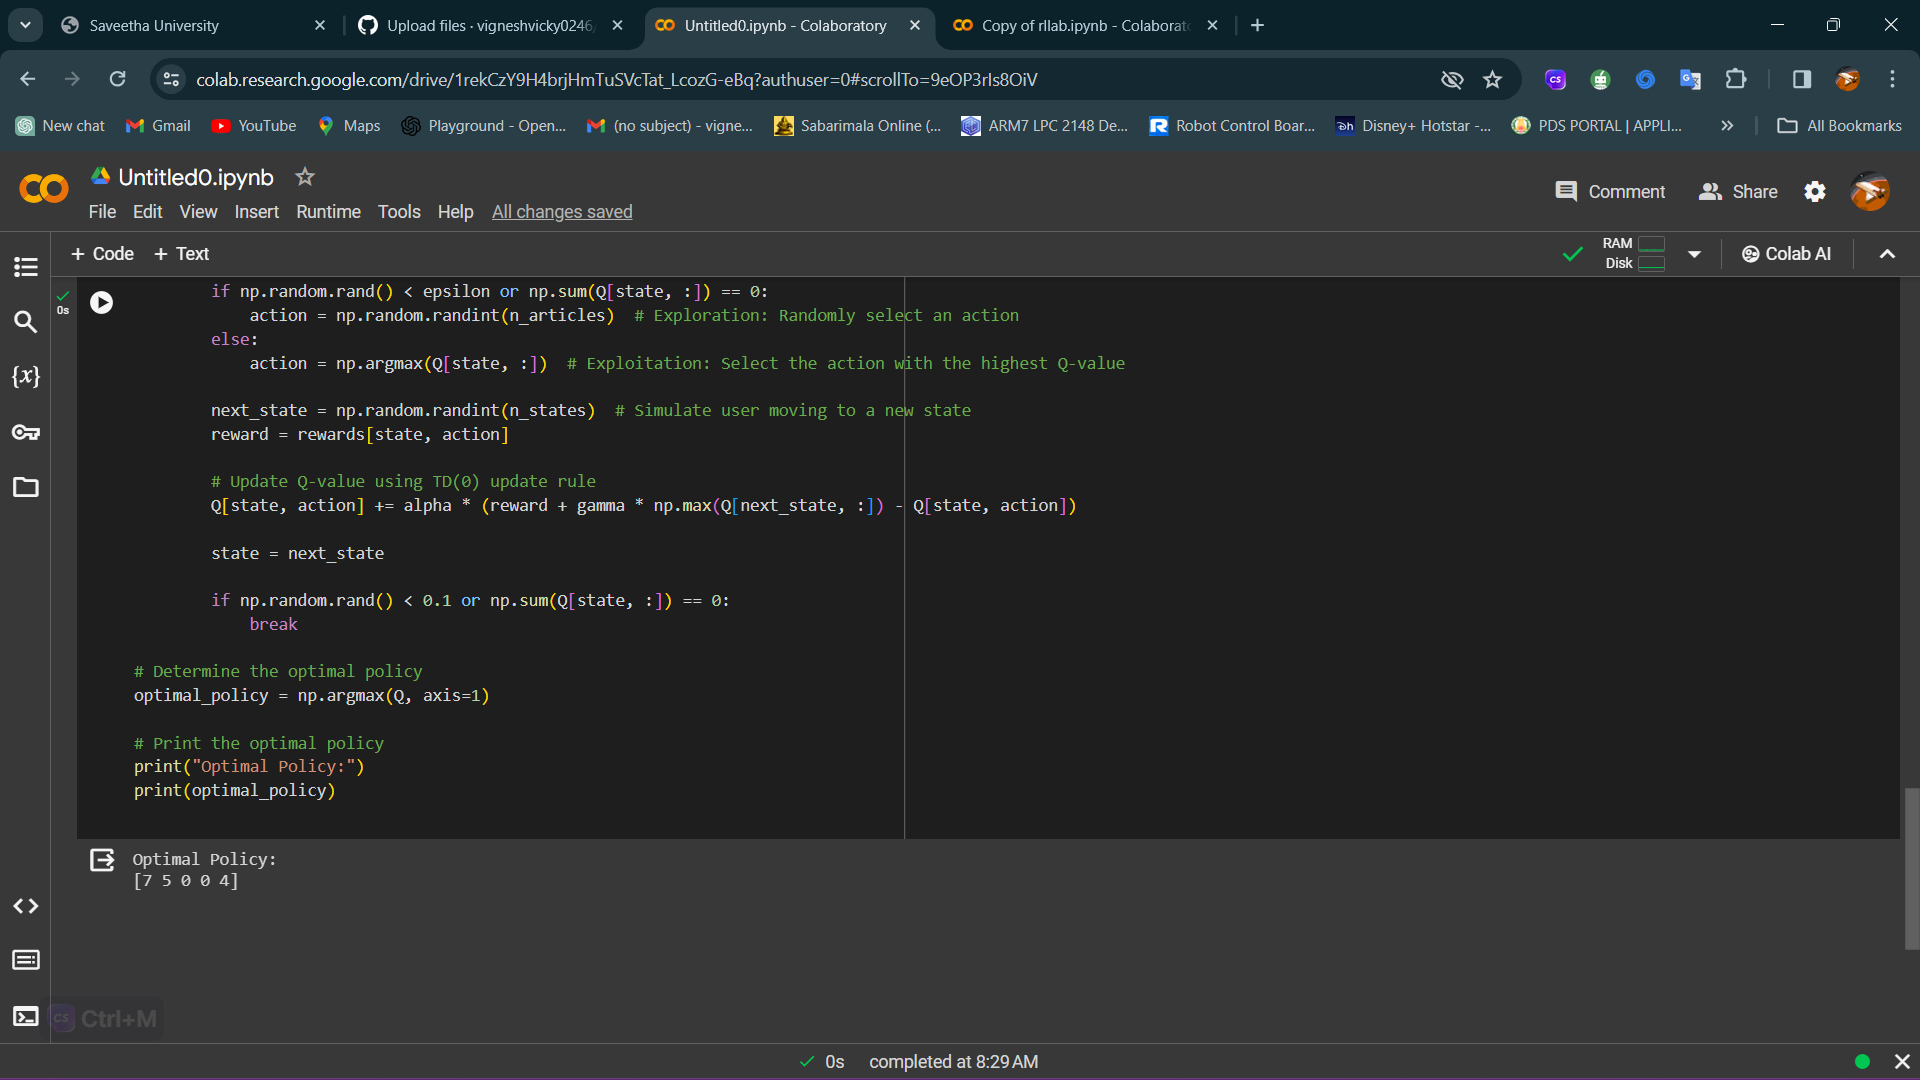 Saveetha University
Upload files · vigneshvicky0246
Untitled0.ipynb - Colaboratory
Copy of rllab.ipynb - Colaborat
colab.research.google.com/drive/1rekCzY9H4brjHmTuSVcTat_LcozG-eBq?authuser=0#scrollTo=9eOP3rIs8OiV
New chat
Gmail
YouTube
Maps
Playground - Open...
(no subject) - vigne...
Sabarimala Online (...
ARM7 LPC 2148 De...
Robot Control Boar...
Disney+ Hotstar -...
PDS PORTAL | APPLI...
All Bookmarks
Untitled0.ipynb
File Edit View Insert Runtime Tools Help All changes saved
Comment
Share
+ Code + Text
RAM
Disk
Colab AI
0s
if np.random.rand() < epsilon or np.sum(Q[state, :]) == 0:
action = np.random.randint(n_articles) # Exploration: Randomly select an action
else:
action = np.argmax(Q[state, :]) # Exploitation: Select the action with the highest Q-value
next_state = np.random.randint(n_states) # Simulate user moving to a new state
reward = rewards[state, action]
# Update Q-value using TD(0) update rule
Q[state, action] += alpha * (reward + gamma * np.max(Q[next_state, :]) - Q[state, action])
state = next_state
if np.random.rand() < 0.1 or np.sum(Q[state, :]) == 0:
break
# Determine the optimal policy
optimal_policy = np.argmax(Q, axis=1)
# Print the optimal policy
print("Optimal Policy:")
print(optimal_policy)
Optimal Policy:
[7 5 0 0 4]
Ctrl+M
0s completed at 8:29 AM